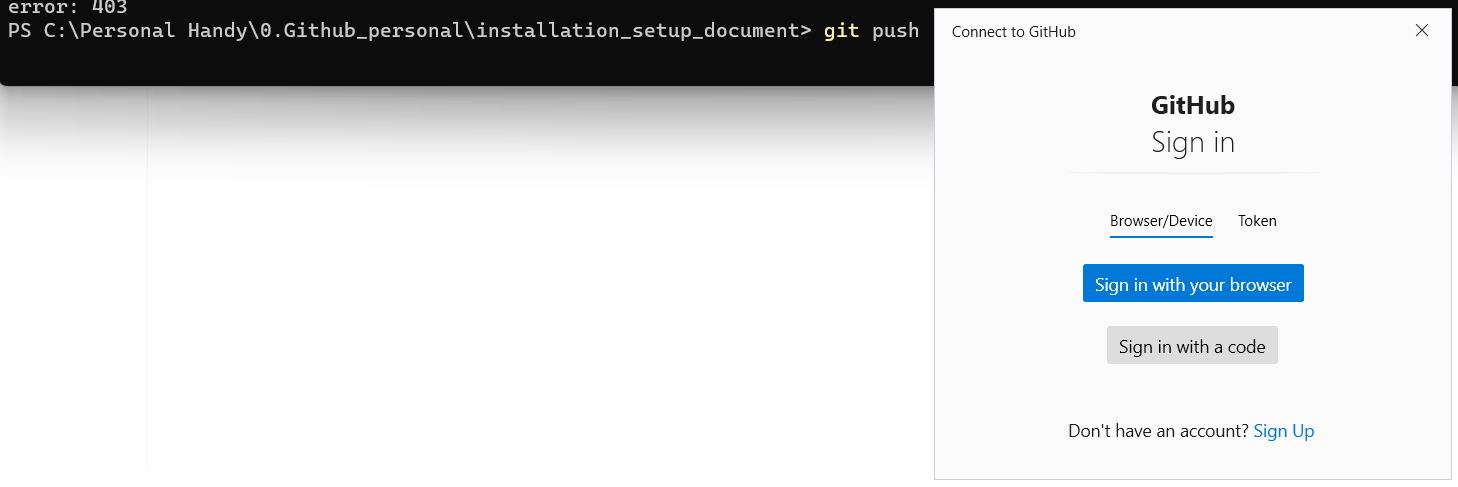 error: 403
PS C:\Personal Handy\0.Github_personal\installation_setup_document> git push
Connect to GitHub
GitHub
Sign in
Browser/Device Token
Sign in with your browser
Sign in with a code
Don't have an account? Sign Up